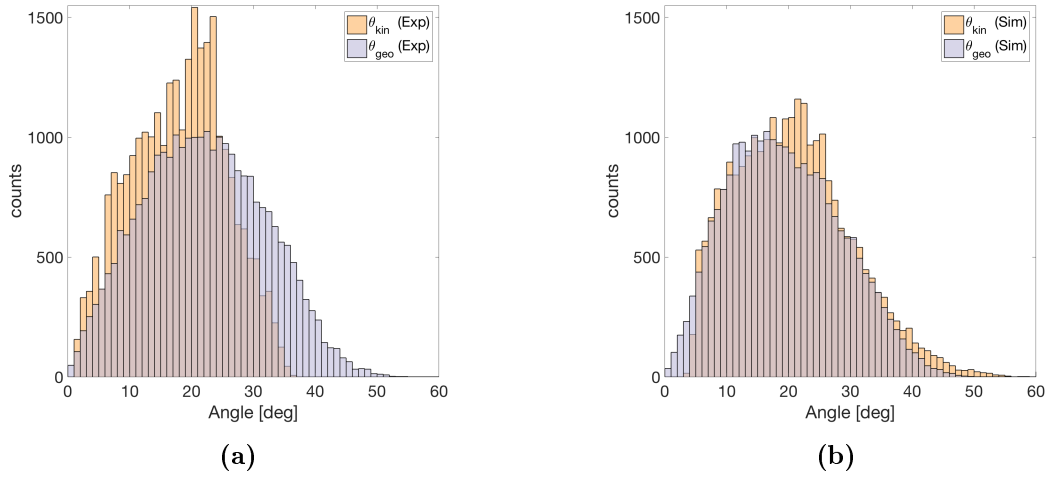 1500
1000
500
0
counts
0
10
20
30
40
50
60
Angle [deg]
θkin (Exp)
θgeo (Exp)
(a)
1500
1000
500
0
counts
0
10
20
30
40
50
60
Angle [deg]
θkin (Sim)
θgeo (Sim)
(b)